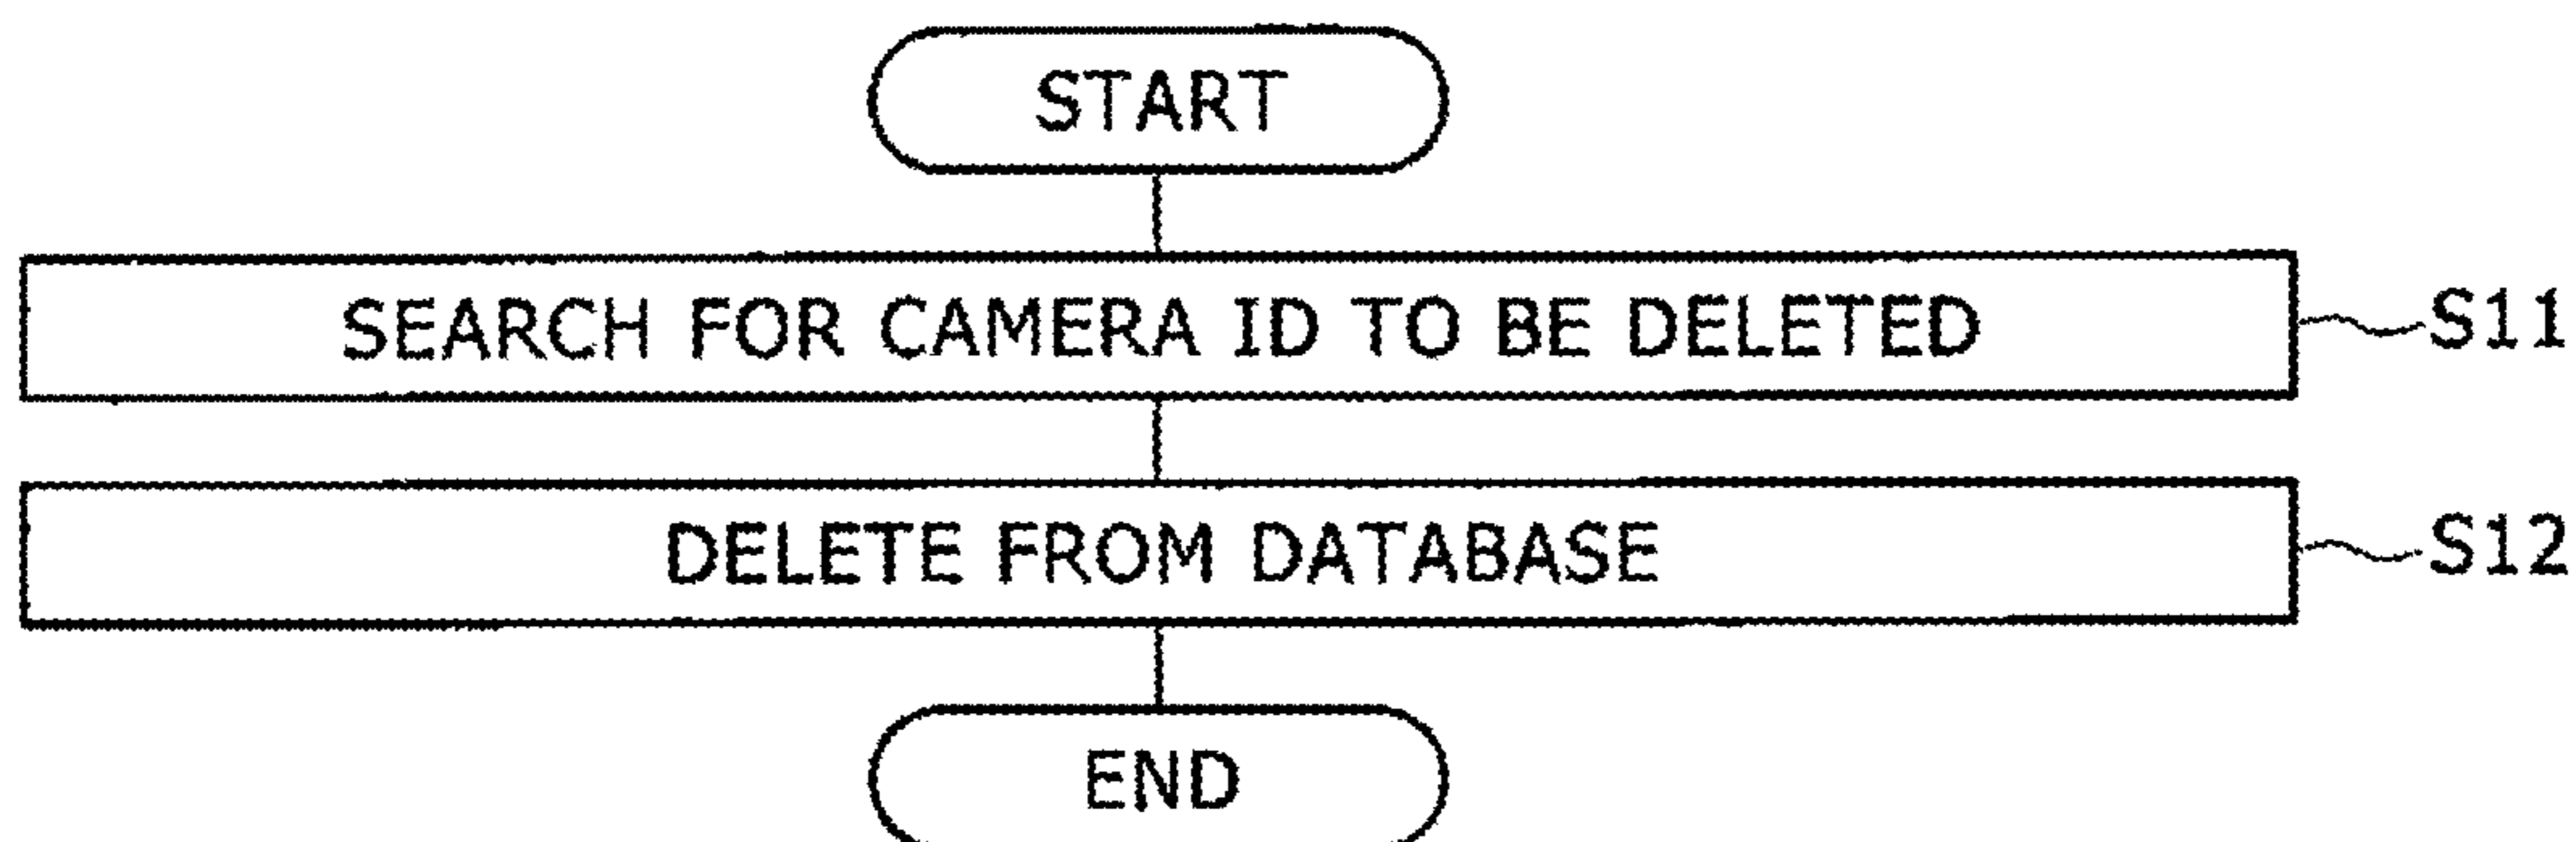 START
SEARCH FOR CAMERA ID TO BE DELETED
S11
DELETE FROM DATABASE
S12
END